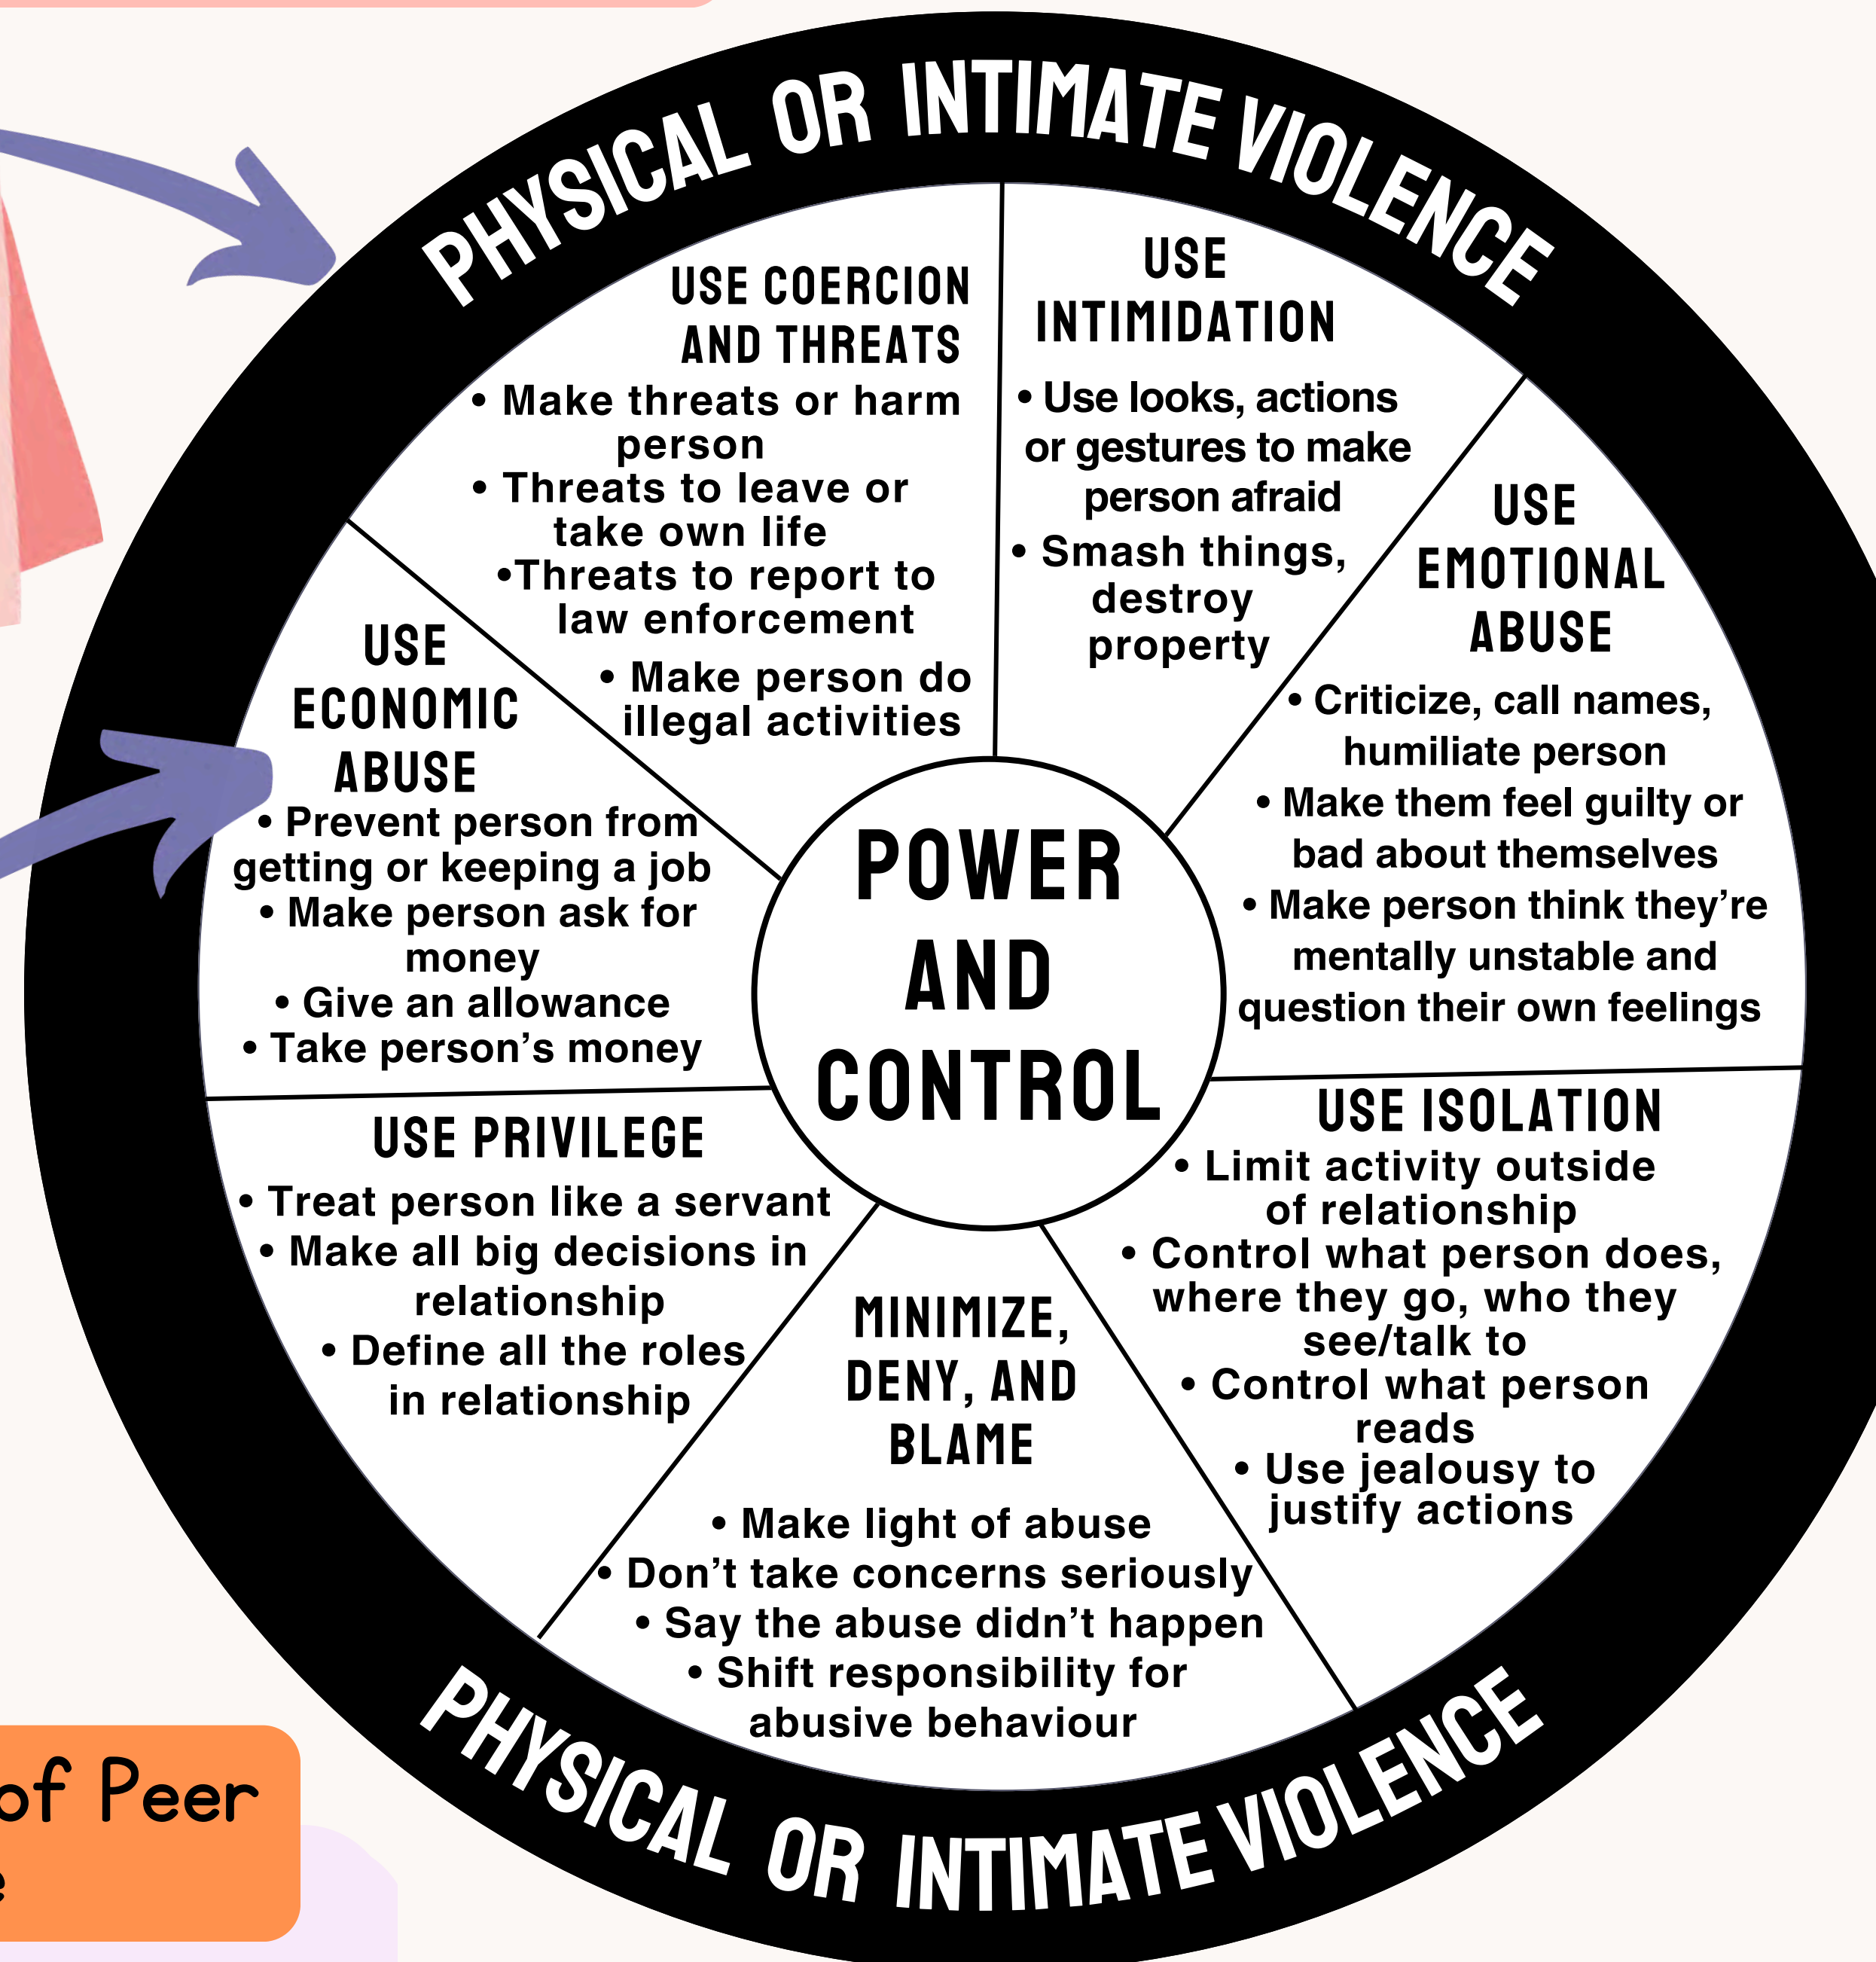 PHYSICAL OR INTIMATE VIOLENCE
USE COERCION
AND THREATS
• Make threats or harm
person
• Threats to leave or
take own life
•Threats to report to
law enforcement
• Make person do
illegal activities
USE
INTIMIDATION
• Use looks, actions
or gestures to make
person afraid
• Smash things,
destroy
property
USE
EMOTIONAL
ABUSE
• Criticize, call names,
humiliate person
• Make them feel guilty or
bad about themselves
• Make person think they’re
mentally unstable and
question their own feelings
USE
ECONOMIC
ABUSE
• Prevent person from
getting or keeping a job
• Make person ask for
money
• Give an allowance
• Take person’s money
POWER
AND
CONTROL
USE PRIVILEGE
• Treat person like a servant
• Make all big decisions in
relationship
• Define all the roles
in relationship
MINIMIZE,
DENY, AND
BLAME
• Make light of abuse
• Don’t take concerns seriously
• Say the abuse didn’t happen
• Shift responsibility for
abusive behaviour
USE ISOLATION
• Limit activity outside
of relationship
• Control what person does,
where they go, who they
see/talk to
• Control what person
reads
• Use jealousy to
justify actions
PHYSICAL OR INTIMATE VIOLENCE
of Peer